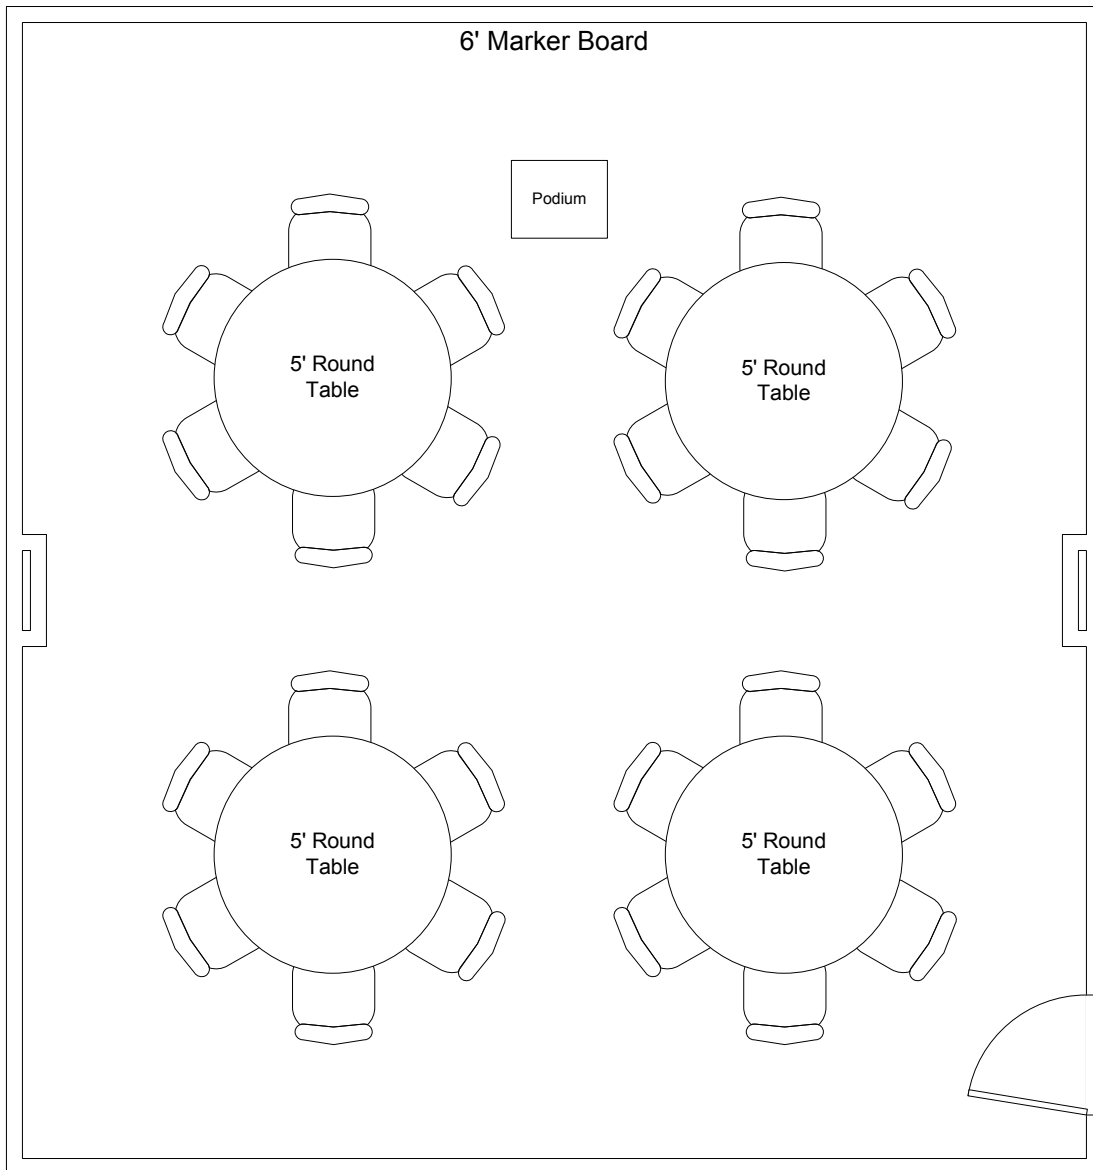 6' Marker Board
Podium
5' Round
Table
5' Round
Table
5' Round
Table
5' Round
Table